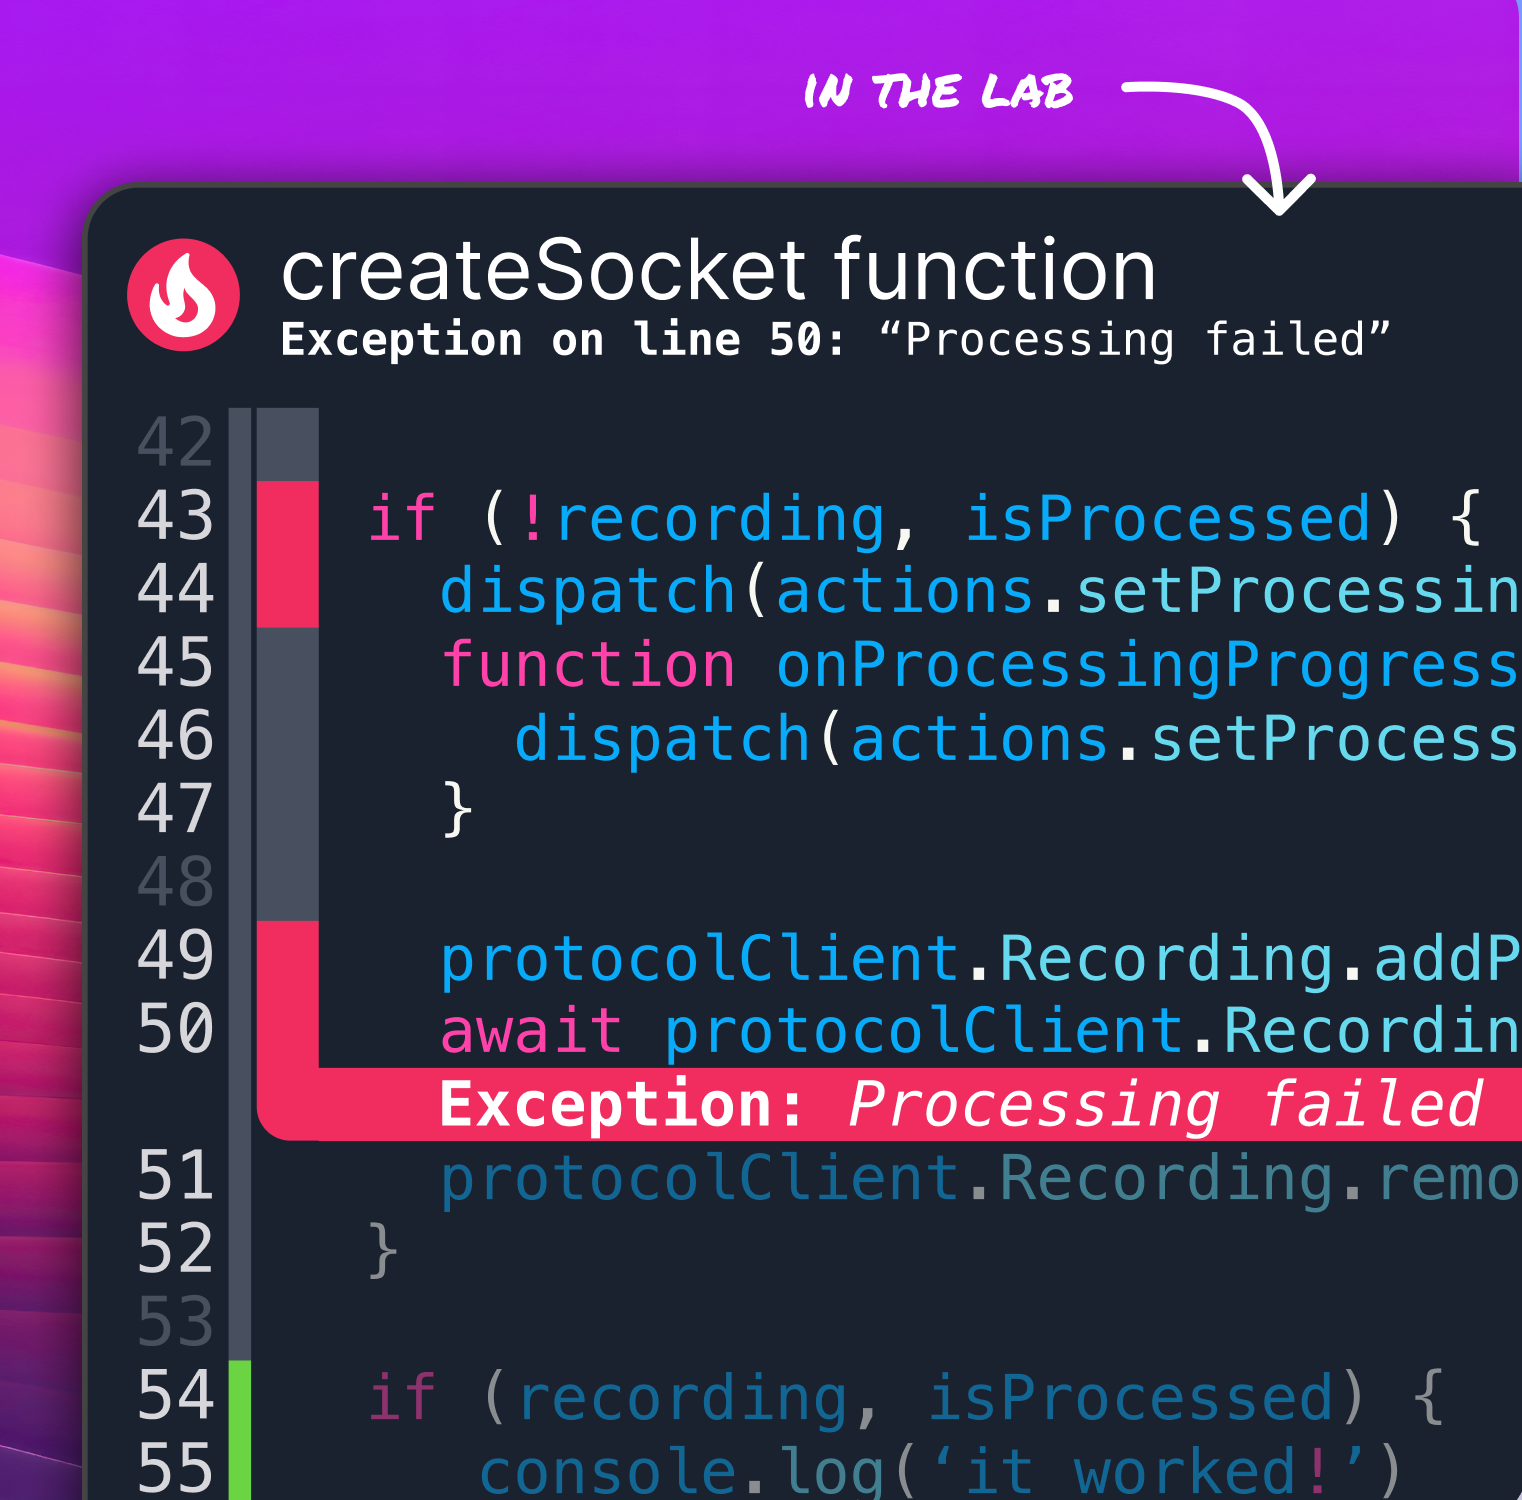 IN THE LAB
createSocket function
Exception on line 50: “Processing failed”
42
43 if (!recording, isProcessed) {
44 dispatch(actions.setProcessin
45 function onProcessingProgress
46 dispatch(actions.setProcess
47 }
48
49 protocolClient.Recording.addP
50 await protocolClient.Recordin
Exception: Processing failed
51 protocolClient.Recording.remo
52 }
53
54 if (recording, isProcessed) {
55 console.log(‘it worked!’)